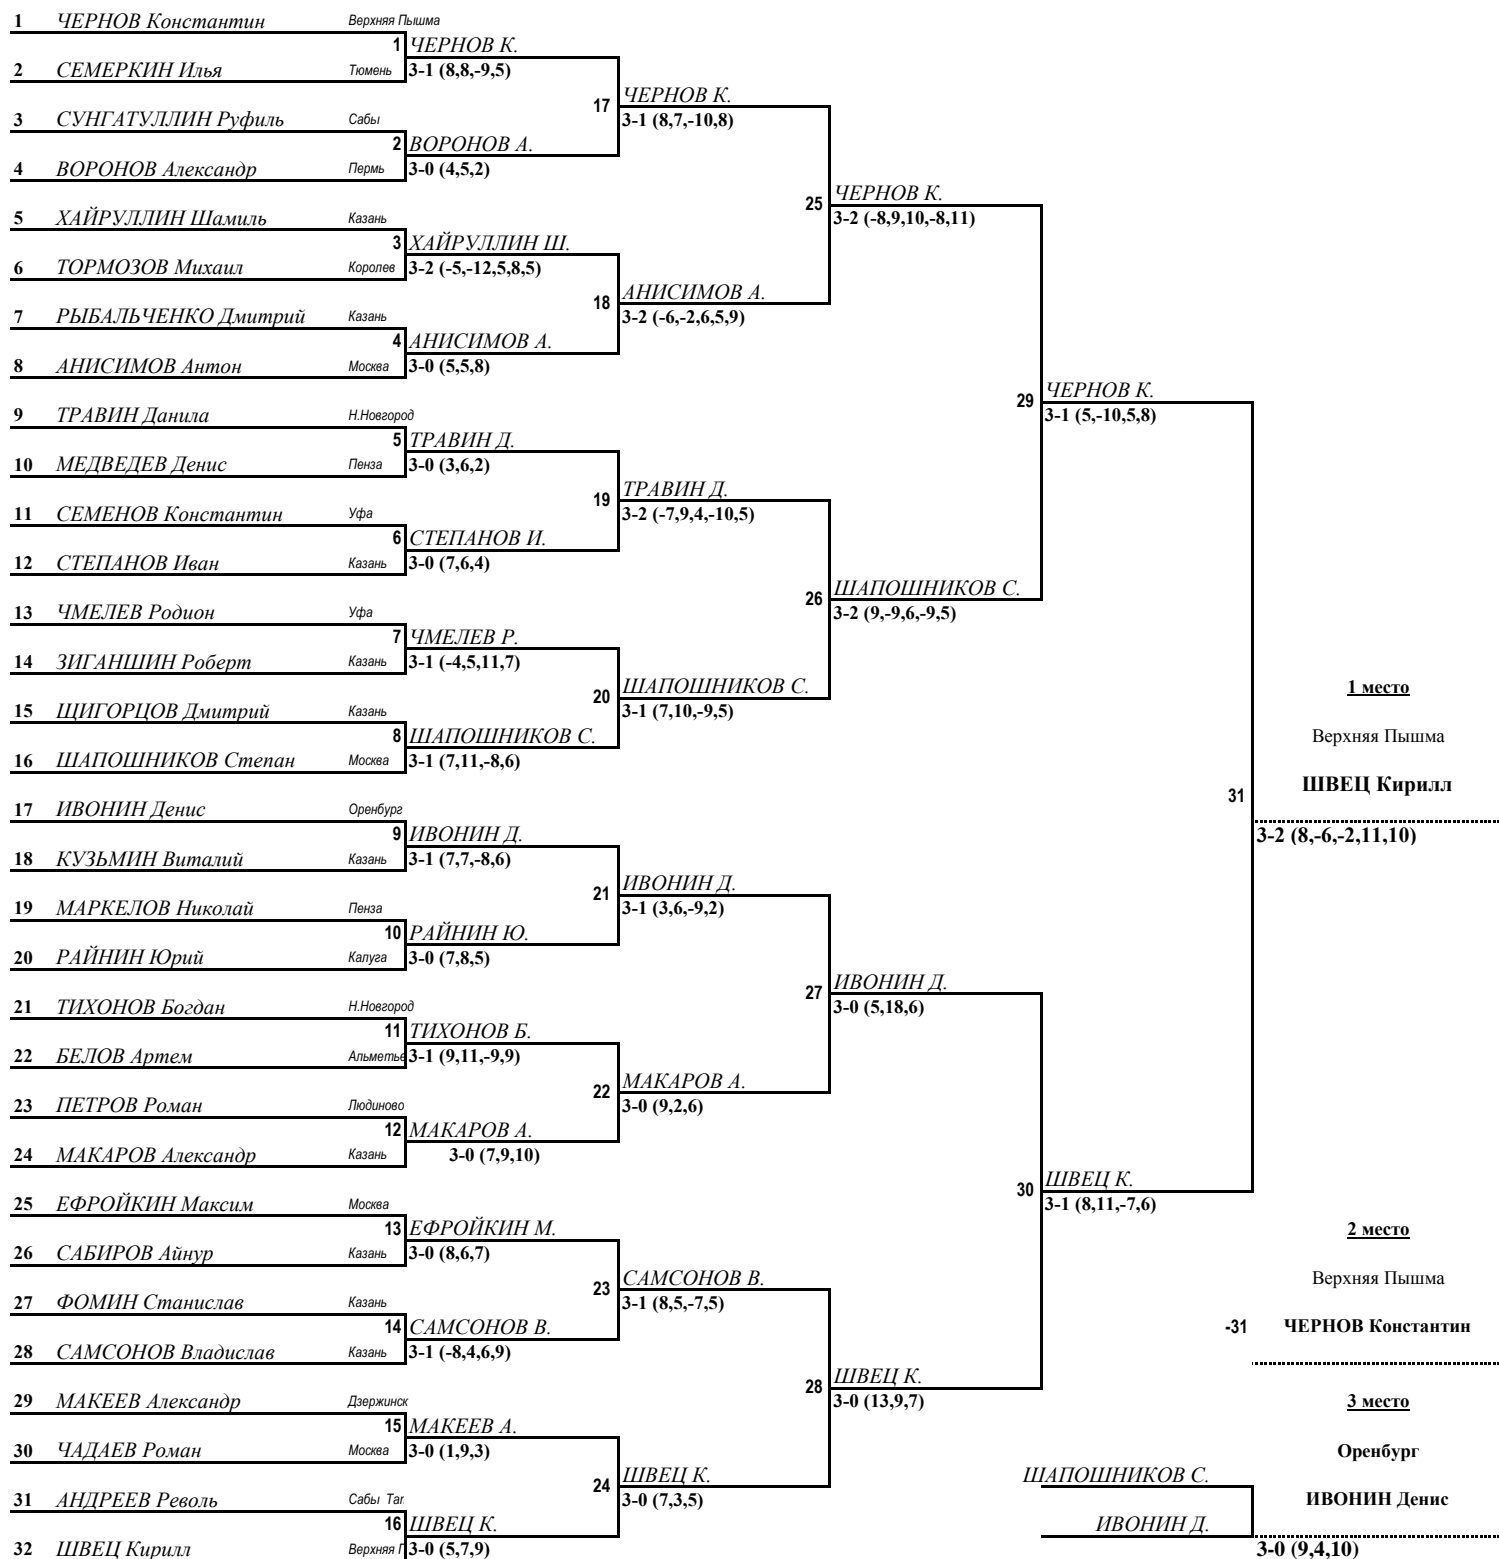 1 ЧЕРНОВ Константин Верхняя Пышма
1 ЧЕРНОВ К.
2 СЕМЕРКИН Илья Тюмень 3-1 (8,8,-9,5)
17 ЧЕРНОВ К.
3 СУНГАТУЛЛИН Руфиль Сабы 3-1 (8,7,-10,8)
2 ВОРОНОВ А.
4 ВОРОНОВ Александр Пермь 3-0 (4,5,2)
25 ЧЕРНОВ К.
5 ХАЙРУЛЛИН Шамиль Казань 3-2 (-8,9,10,-8,11)
3 ХАЙРУЛЛИН Ш.
6 ТОРМОЗОВ Михаил Королев 3-2 (-5,-12,5,8,5)
18 АНИСИМОВ А.
7 РЫБАЛЬЧЕНКО Дмитрий Казань 3-2 (-6,-2,6,5,9)
4 АНИСИМОВ А.
8 АНИСИМОВ Антон Москва 3-0 (5,5,8)
29 ЧЕРНОВ К.
9 ТРАВИН Данила Н.Новгород 3-1 (5,-10,5,8)
5 ТРАВИН Д.
10 МЕДВЕДЕВ Денис Пенза 3-0 (3,6,2)
19 ТРАВИН Д.
11 СЕМЕНОВ Константин Уфа 3-2 (-7,9,4,-10,5)
6 СТЕПАНОВ И.
12 СТЕПАНОВ Иван Казань 3-0 (7,6,4)
26 ШАПОШНИКОВ С.
13 ЧМЕЛЕВ Родион Уфа 3-2 (9,-9,6,-9,5)
7 ЧМЕЛЕВ Р.
14 ЗИГАНШИН Роберт Казань 3-1 (-4,5,11,7)
20 ШАПОШНИКОВ С. 1 место
15 ЩИГОРЦОВ Дмитрий Казань 3-1 (7,10,-9,5)
8 ШАПОШНИКОВ С. Верхняя Пышма
16 ШАПОШНИКОВ Степан Москва 3-1 (7,11,-8,6)
31 ШВЕЦ Кирилл
17 ИВОНИН Денис Оренбург
9 ИВОНИН Д. 3-2 (8,-6,-2,11,10)
18 КУЗЬМИН Виталий Казань 3-1 (7,7,-8,6)
21 ИВОНИН Д.
19 МАРКЕЛОВ Николай Пенза 3-1 (3,6,-9,2)
10 РАЙНИН Ю.
20 РАЙНИН Юрий Калуга 3-0 (7,8,5)
27 ИВОНИН Д.
21 ТИХОНОВ Богдан Н.Новгород 3-0 (5,18,6)
11 ТИХОНОВ Б.
22 БЕЛОВ Артем Альметье 3-1 (9,11,-9,9)
22 МАКАРОВ А.
23 ПЕТРОВ Роман Людиново 3-0 (9,2,6)
12 МАКАРОВ А.
24 МАКАРОВ Александр Казань 3-0 (7,9,10)
30 ШВЕЦ К.
25 ЕФРОЙКИН Максим Москва 3-1 (8,11,-7,6)
13 ЕФРОЙКИН М. 2 место
26 САБИРОВ Айнур Казань 3-0 (8,6,7)
23 САМСОНОВ В. Верхняя Пышма
27 ФОМИН Станислав Казань 3-1 (8,5,-7,5)
14 САМСОНОВ В. -31 ЧЕРНОВ Константин
28 САМСОНОВ Владислав Казань 3-1 (-8,4,6,9)
28 ШВЕЦ К.
29 МАКЕЕВ Александр Дзержинск 3-0 (13,9,7) 3 место
15 МАКЕЕВ А.
30 ЧАДАЕВ Роман Москва 3-0 (1,9,3) Оренбург
24 ШВЕЦ К. ШАПОШНИКОВ С.
31 АНДРЕЕВ Револь Сабы Тат 3-0 (7,3,5) ИВОНИН Денис
16 ШВЕЦ К. ИВОНИН Д.
32 ШВЕЦ Кирилл Верхняя П 3-0 (5,7,9) 3-0 (9,4,10)